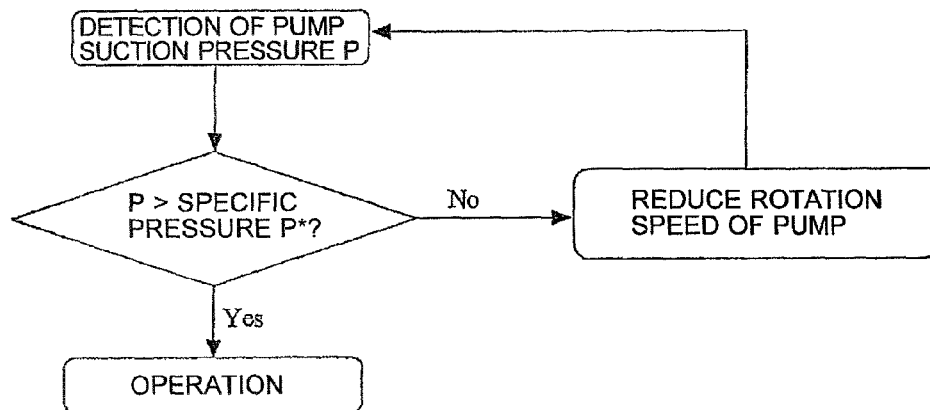 DETECTION OF PUMP
SUCTION PRESSURE P
P > SPECIFIC
PRESSURE P*?
No
REDUCE ROTATION
SPEED OF PUMP
Yes
OPERATION